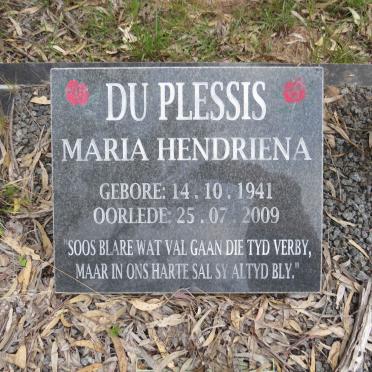 DU PLESSIS
MARIA HENDRIENA
GEBORE: 14 . 10 . 1941
OORLEDE: 25 . 07 . 2009
"SOOS BLARE WAT VAL GAAN DIE TYD VERBY,
MAAR IN ONS HARTE SAL SY ALTYD BLY."